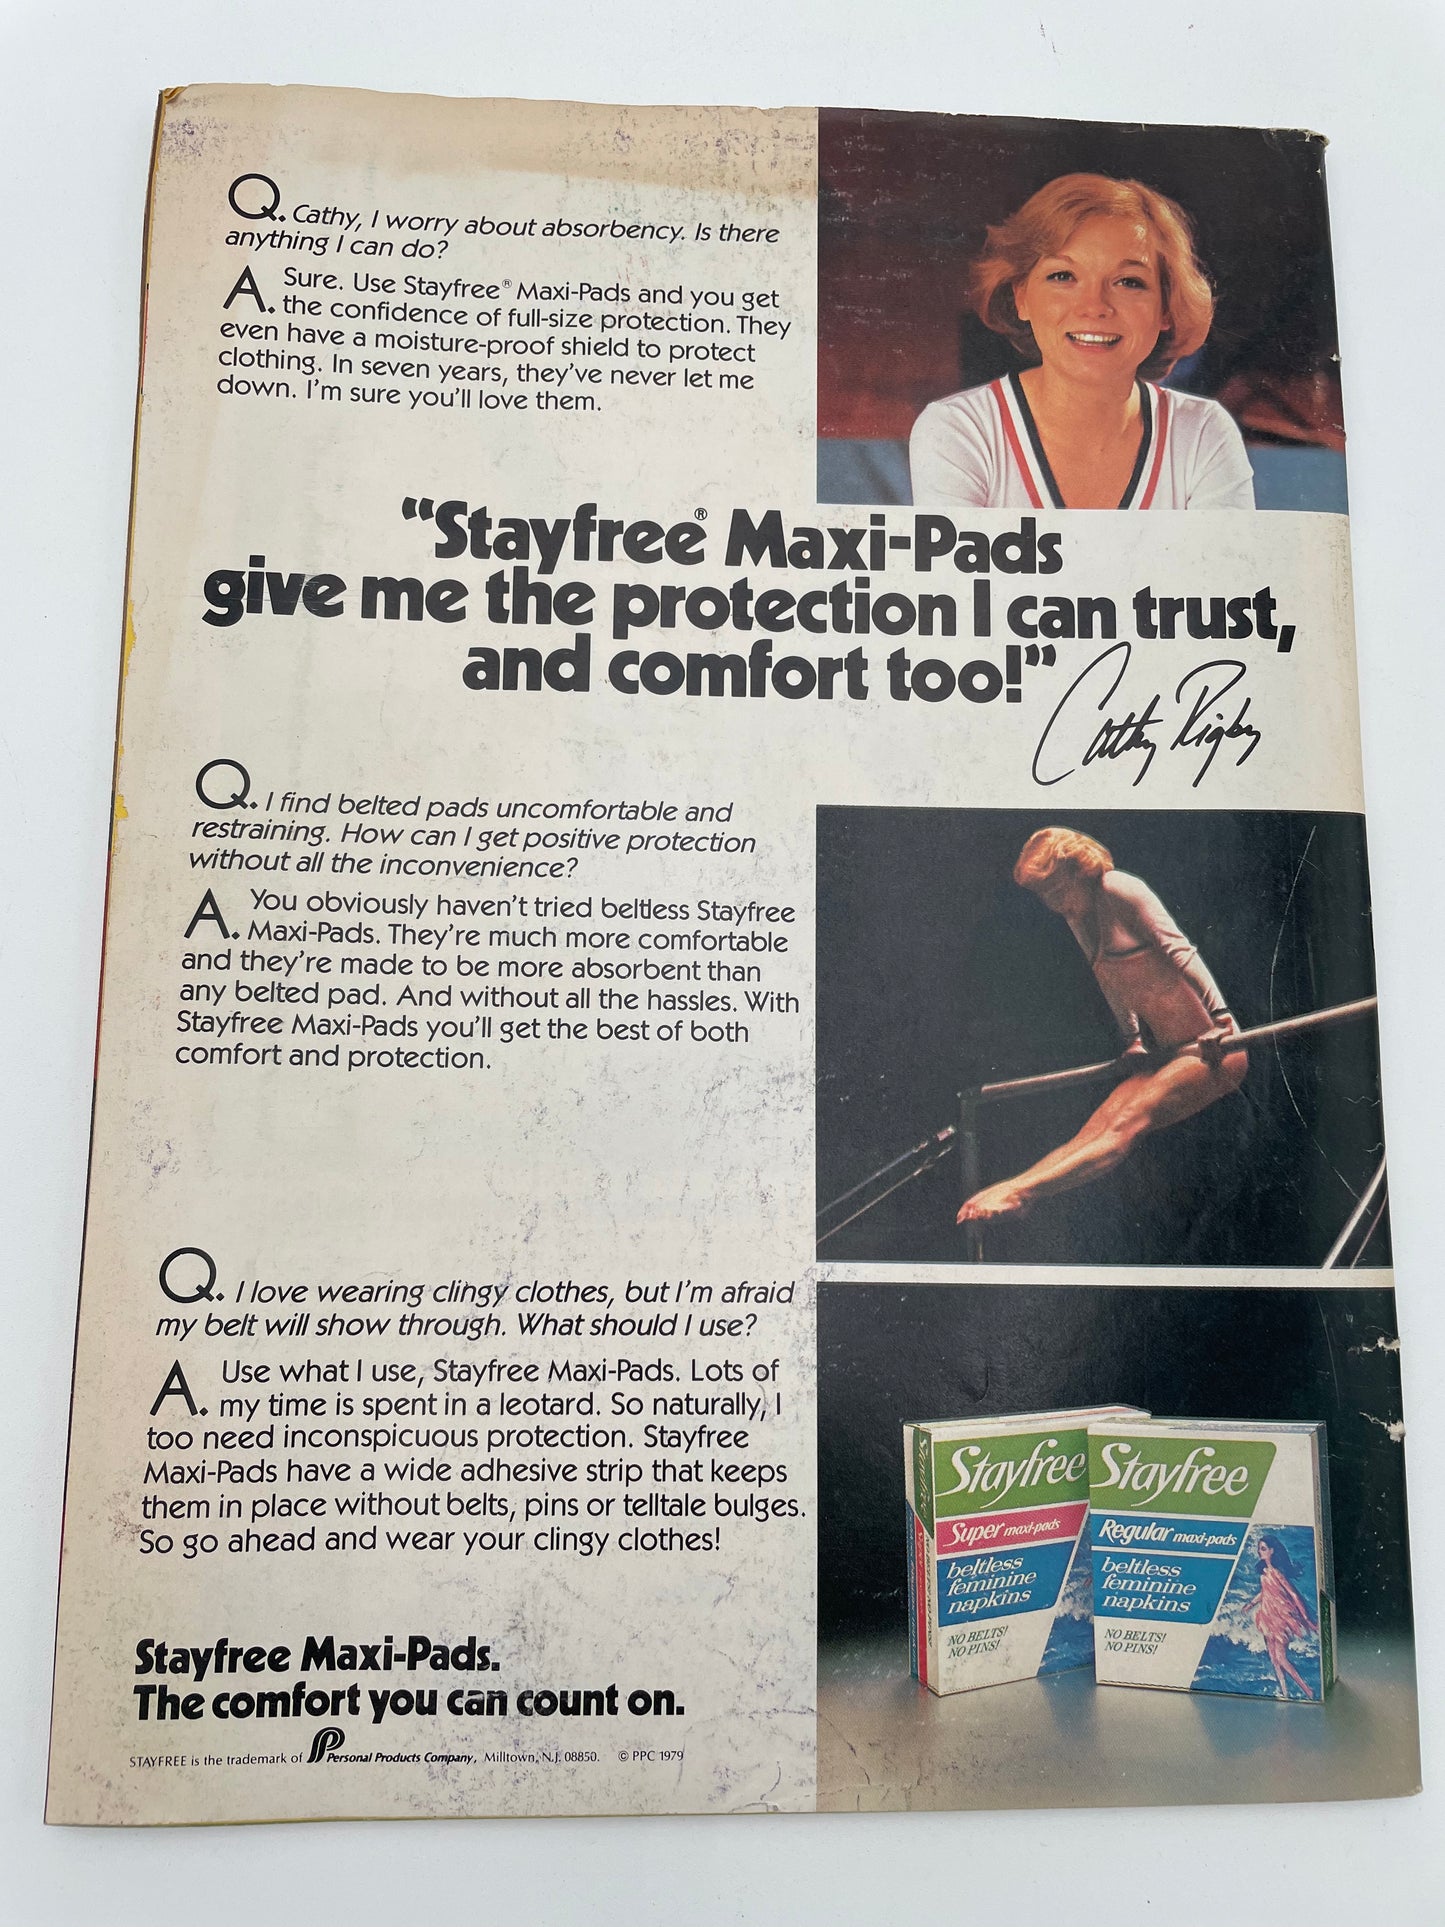 Q. Cathy, I worry about absorbency. Is there
anything I can do?
A. Sure. Use Stayfree® Maxi-Pads and you get
the confidence of full-size protection. They
even have a moisture-proof shield to protect
clothing. In seven years, they've never let me
down. I'm sure you'll love them.
"Stayfree® Maxi-Pads
give me the protection I can trust,
and comfort too!"
Cathy Rigby
Q. I find belted pads uncomfortable and
restraining. How can I get positive protection
without all the inconvenience?
A. You obviously haven't tried beltless Stayfree
Maxi-Pads. They're much more comfortable
and they're made to be more absorbent than
any belted pad. And without all the hassles. With
Stayfree Maxi-Pads you'll get the best of both
comfort and protection.
Q. I love wearing clingy clothes, but I'm afraid
my belt will show through. What should I use?
A. Use what I use, Stayfree Maxi-Pads. Lots of
my time is spent in a leotard. So naturally, I
too need inconspicuous protection. Stayfree
Maxi-Pads have a wide adhesive strip that keeps
them in place without belts, pins or telltale bulges.
So go ahead and wear your clingy clothes!
Stayfree
Super maxi-pads
beltless
feminine
napkins
NO BELTS!
NO PINS!
Stayfree
Regular maxi-pads
beltless
feminine
napkins
NO BELTS!
NO PINS!
Stayfree Maxi-Pads.
The comfort you can count on.
STAYFREE is the trademark of Personal Products Company, Milltown, N.J. 08850. © PPC 1979